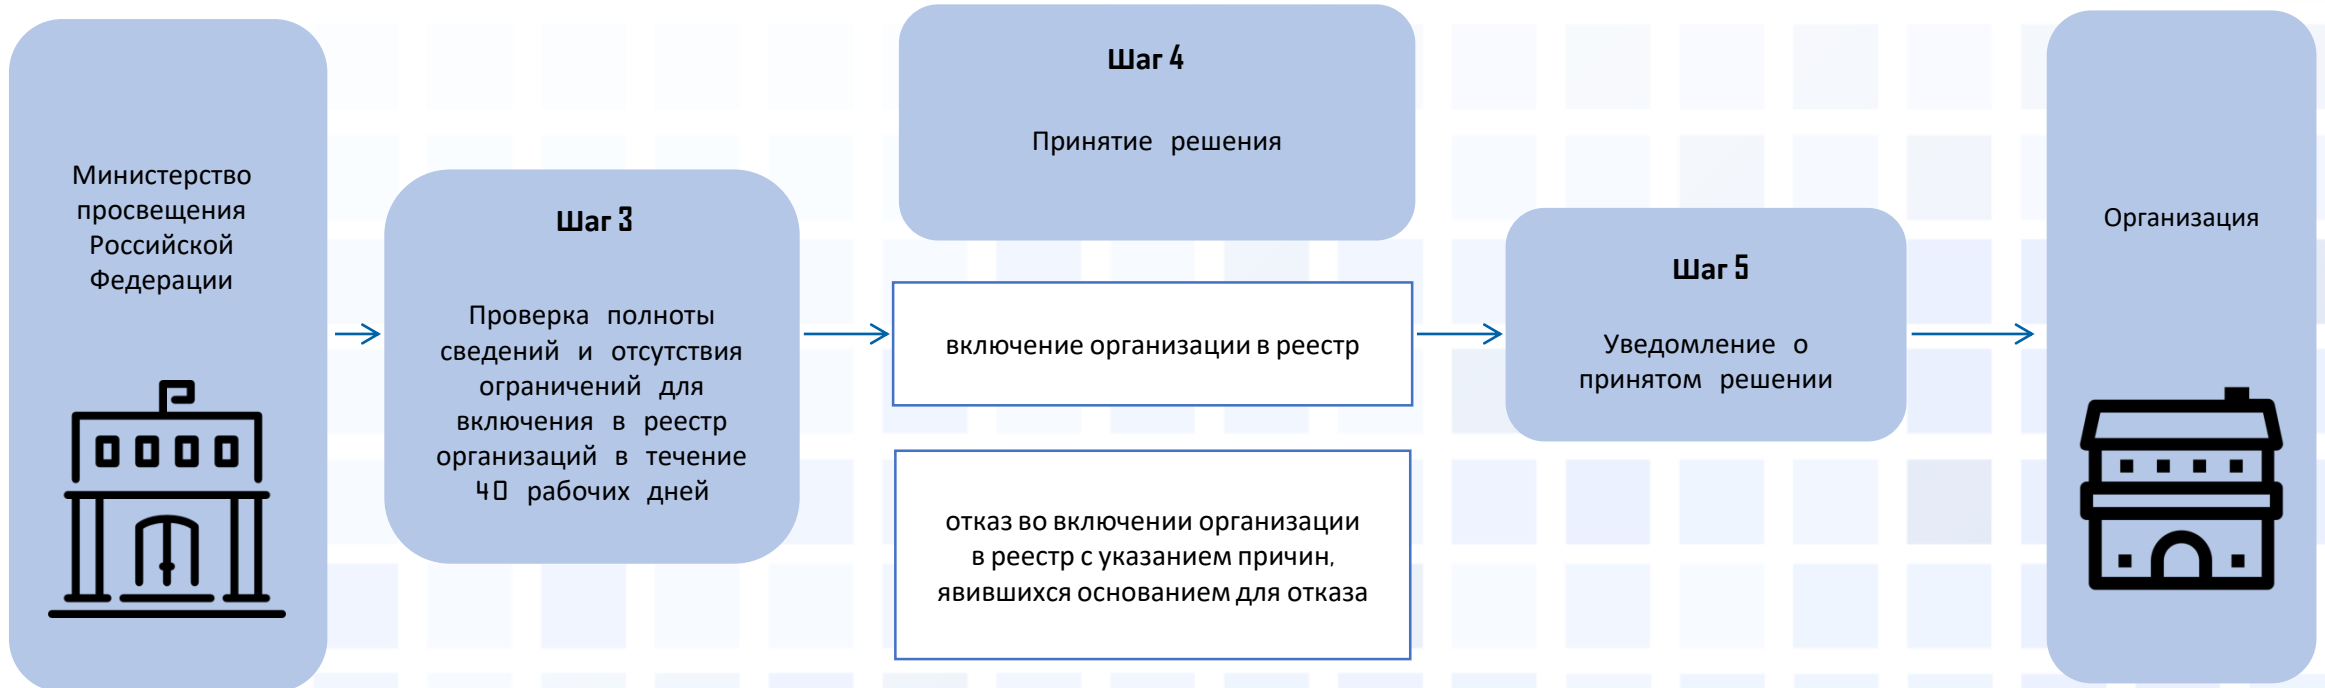 Министерство
просвещения
Российской
Федерации
Шаг 3
Проверка полноты
сведений и отсутствия
ограничений для
включения в реестр
организаций в течение
40 рабочих дней
Шаг 4
Принятие решения
включение организации в реестр
отказ во включении организации
в реестр с указанием причин,
явившихся основанием для отказа
Шаг 5
Уведомление о
принятом решении
Организация